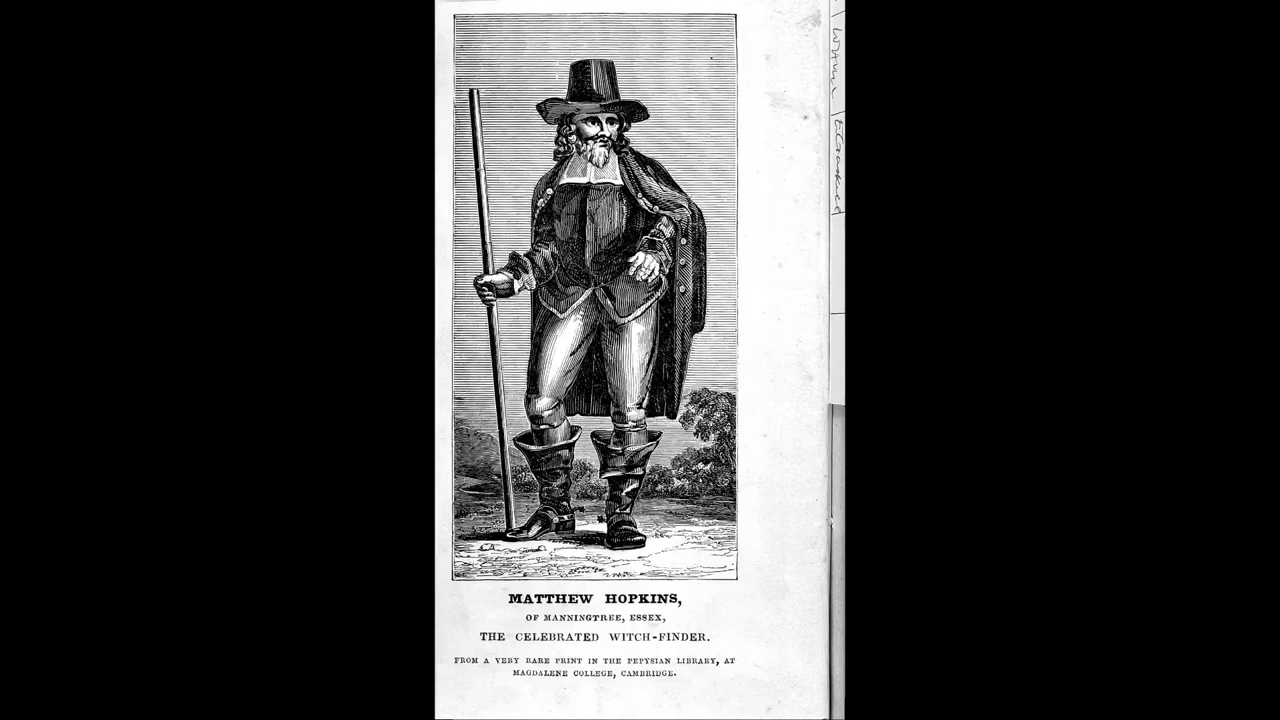 MATTHEW HOPKINS,
OF MANNINGTREE, ESSEX,
THE CELEBRATED WITCH-FINDER.
FROM A VERY RARE PRINT IN THE PEPYSIAN LIBRARY, AT
MAGDALENE COLLEGE, CAMBRIDGE.